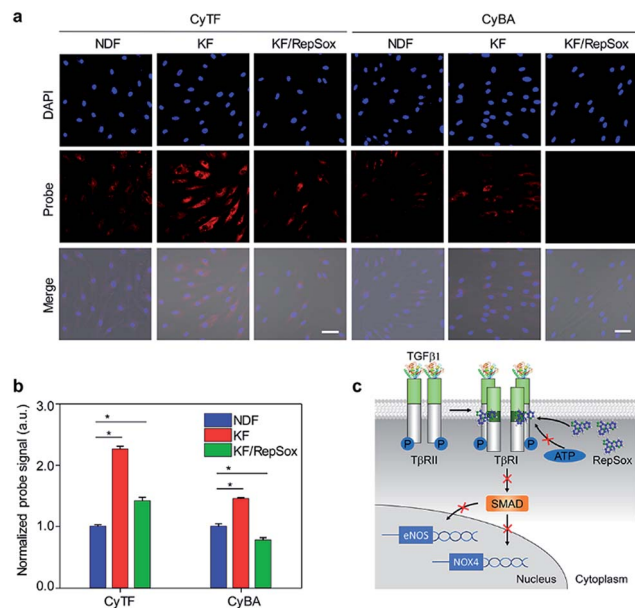 a
CyTF CyBA
NDF KF KF/RepSox NDF KF KF/RepSox
DAPI
Probe
Merge
b
Normalized probe signal (a.u.)
3.0
2.0
1.0
0.0
*
*
*
*
NDF
KF
KF/RepSox
CyTF CyBA
c
TGFβI
P P P P
TβRII TβRI ATP RepSox
SMAD
eNOS
NOX4
Nucleus Cytoplasm